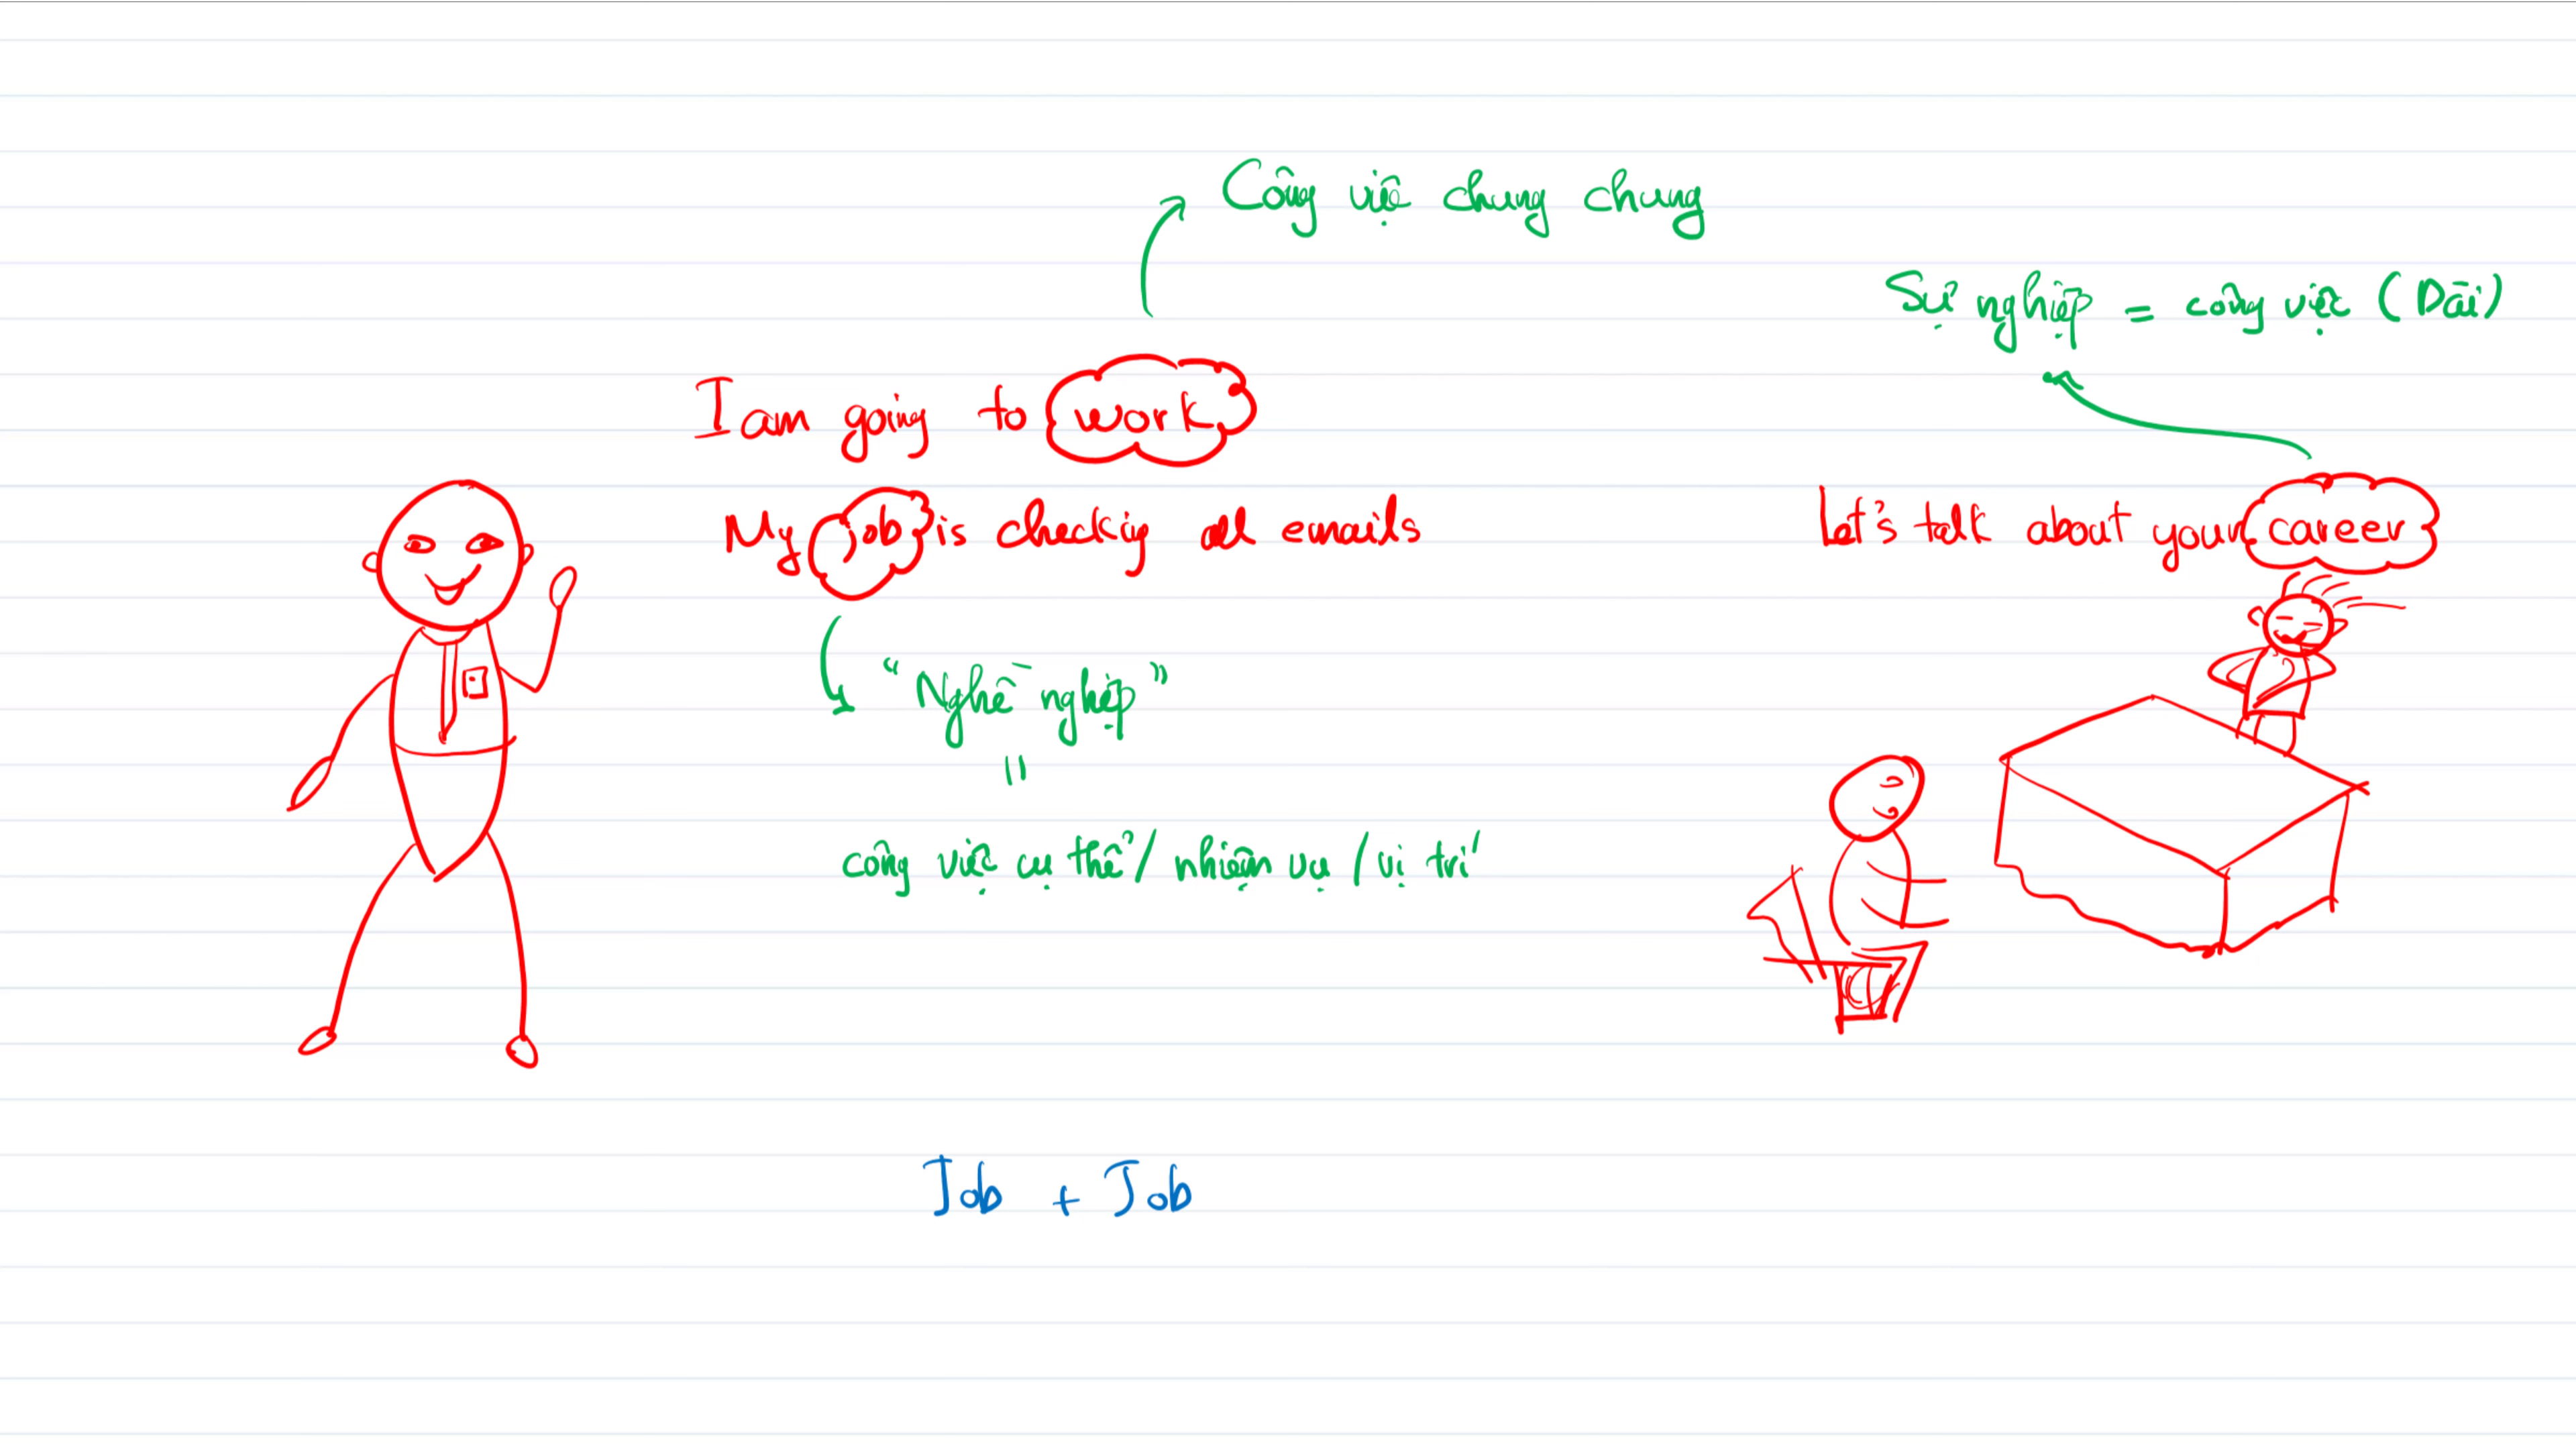 Công việc chung chung
Sự nghiệp = công việc (Dài)
I am going to work
My job is checking all emails
Let's talk about your career
"Nghề nghiệp"
=
công việc cụ thể / nhiệm vụ / vị trí
Job + Job